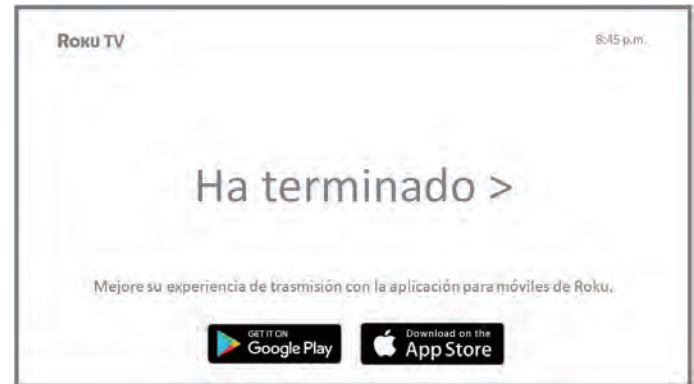 ROKU TV
8:45 p.m.
Ha terminado >
Mejore su experiencia de trasmisión con la aplicación para móviles de Roku.
GET IT ON
Google Play
Download on the
App Store